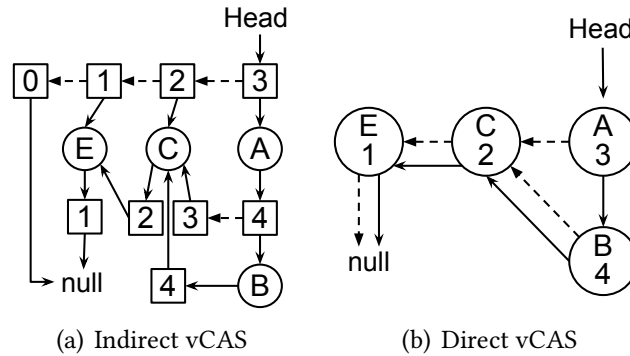 Head
0 1 2 3
E C A
1 2 3 4
null 4 B
(a) Indirect vCAS
Head
E
1
C
2
A
3
B
4
null
(b) Direct vCAS